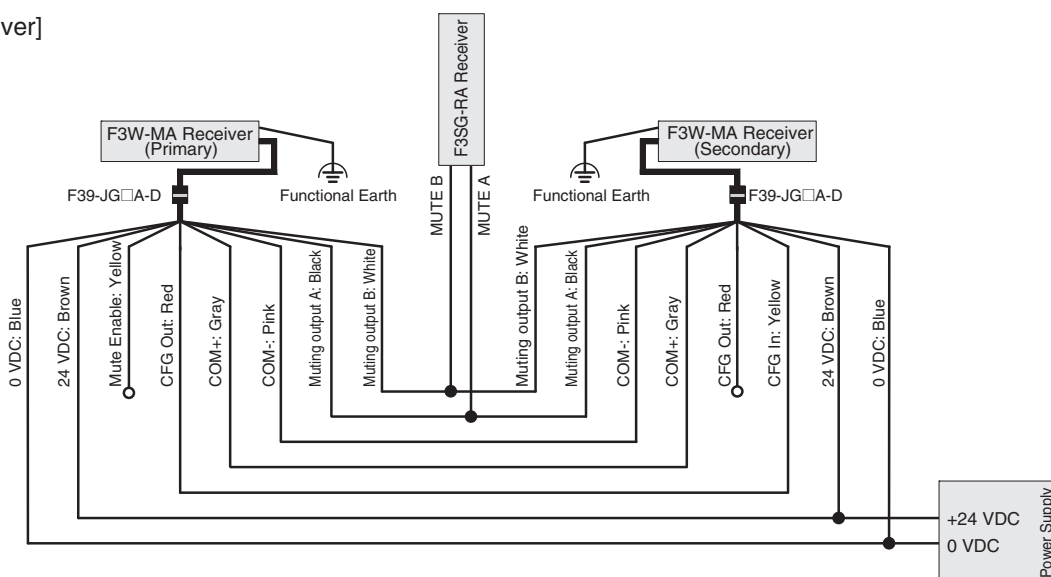 ver]
F3SG-RA Receiver
F3W-MA Receiver
(Primary)
F3W-MA Receiver
(Secondary)
F39-JG□A-D
Functional Earth
MUTE B
MUTE A
Functional Earth
F39-JG□A-D
0 VDC: Blue
24 VDC: Brown
Mute Enable: Yellow
CFG Out: Red
COM+: Gray
COM-: Pink
Muting output A: Black
Muting output B: White
Muting output B: White
Muting output A: Black
COM-: Pink
COM+: Gray
CFG Out: Red
CFG In: Yellow
24 VDC: Brown
0 VDC: Blue
+24 VDC
0 VDC
Power Supply